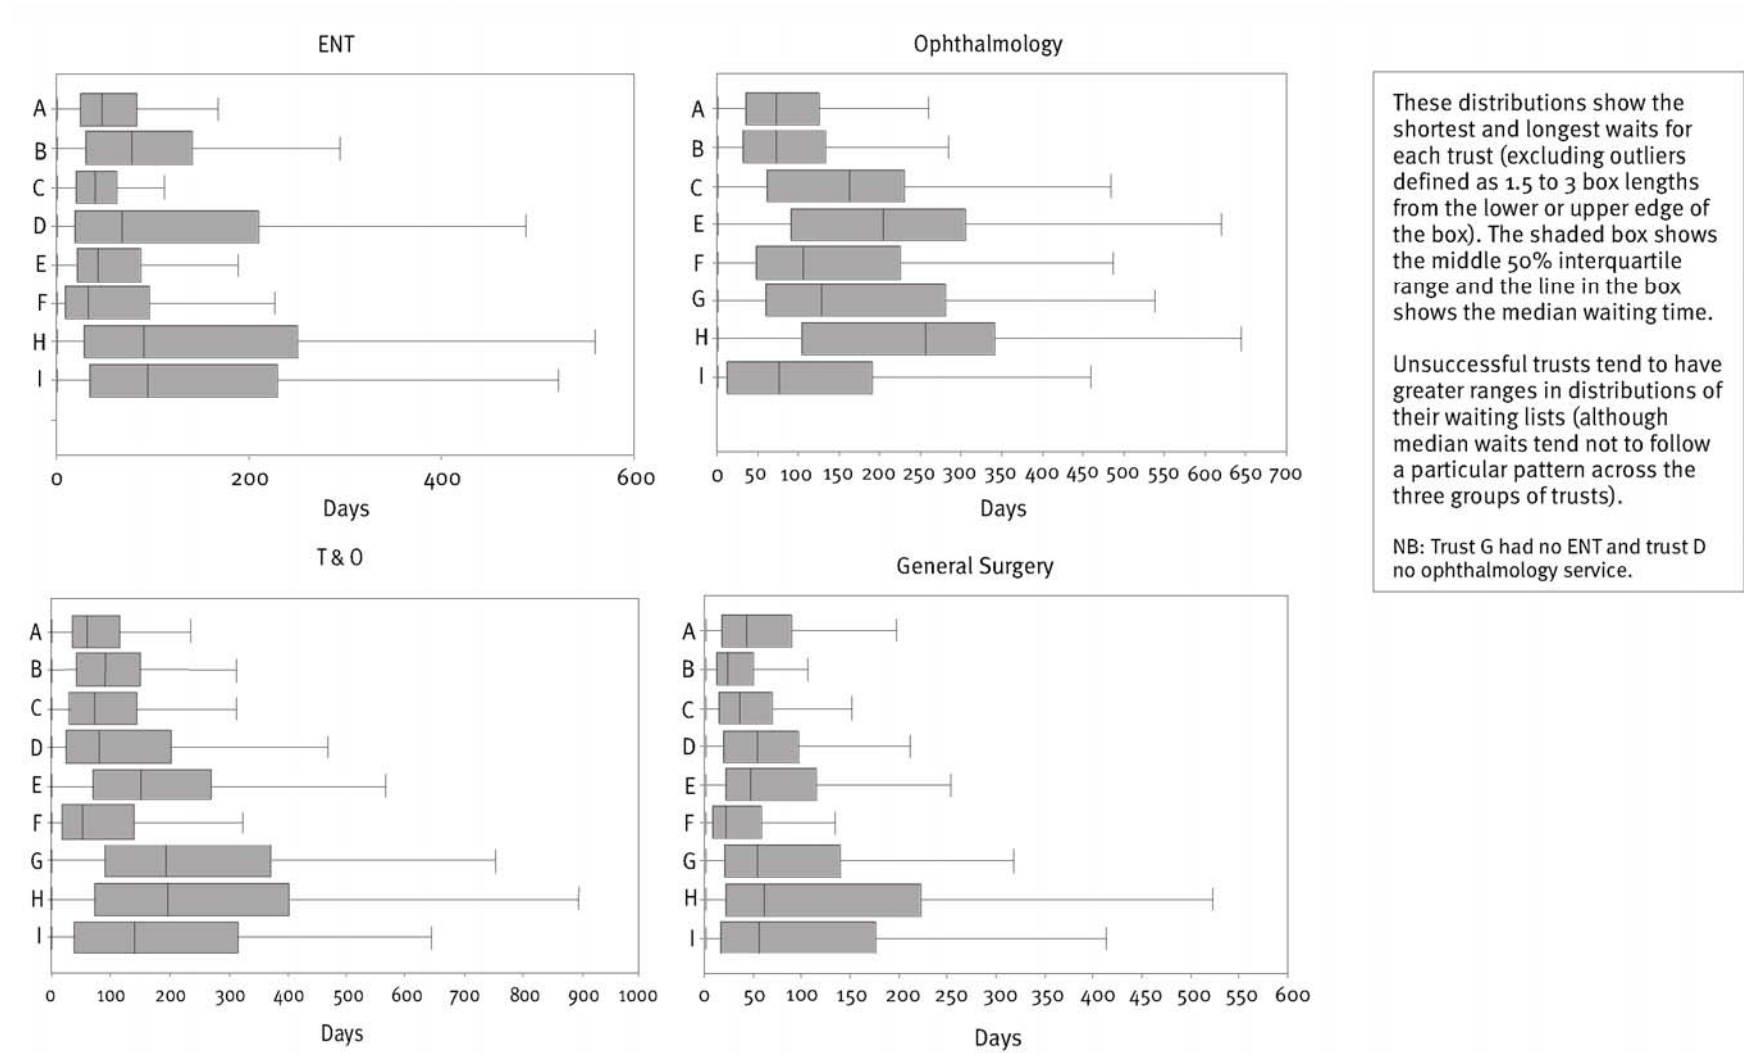 ENT
A
B
C
D
E
F
H
I
0 200 400 600
Days
Ophthalmology
A
B
C
E
F
G
H
I
0 50 100 150 200 250 300 350 400 450 500 550 600 650 700
Days
These distributions show the
shortest and longest waits for
each trust (excluding outliers
defined as 1.5 to 3 box lengths
from the lower or upper edge of
the box). The shaded box shows
the middle 50% interquartile
range and the line in the box
shows the median waiting time.
Unsuccessful trusts tend to have
greater ranges in distributions of
their waiting lists (although
median waits tend not to follow
a particular pattern across the
three groups of trusts).
NB: Trust G had no ENT and trust D
no ophthalmology service.
T & O
A
B
C
D
E
F
G
H
I
0 100 200 300 400 500 600 700 800 900 1000
Days
General Surgery
A
B
C
D
E
F
G
H
I
0 50 100 150 200 250 300 350 400 450 500 550 600
Days